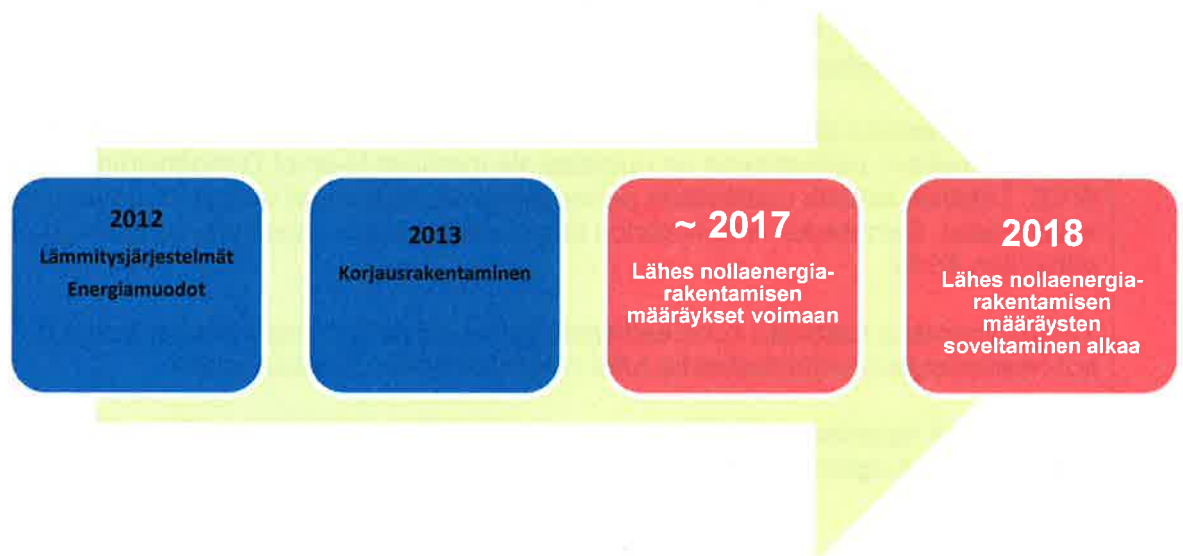 2012
Lämmitysjärjestelmät
Energiamuodot
2013
Korjausrakentaminen
~ 2017
Lähes nollaenergia-
rakentamisen
määräykset voimaan
2018
Lähes nollaenergia-
rakentamisen
määräysten
soveltaminen alkaa